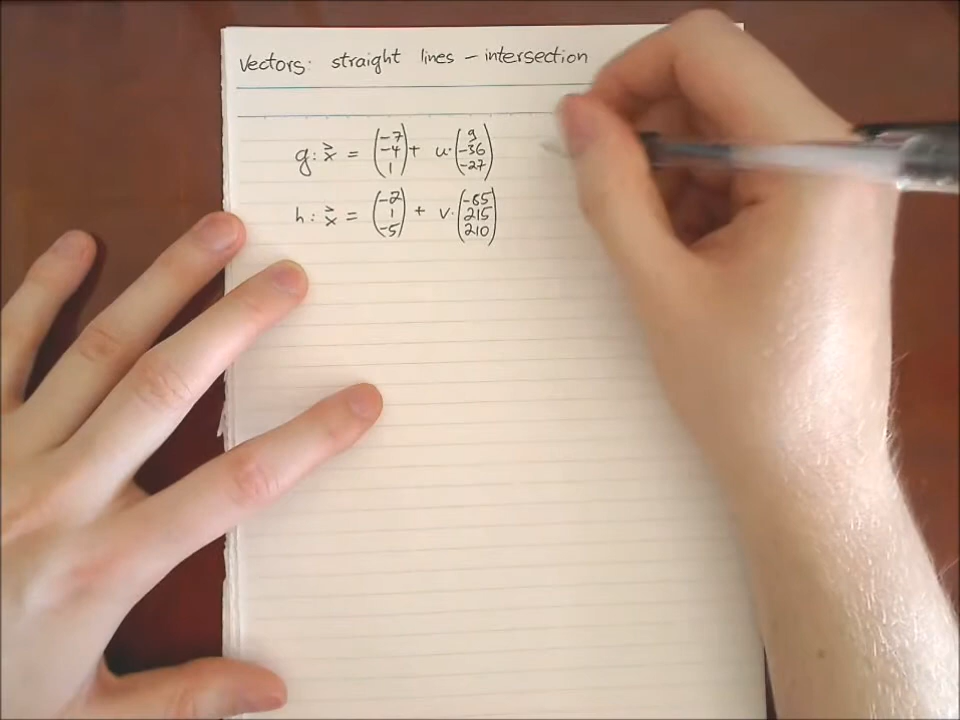 Vectors: straight lines – intersection
g: x⃗ = (-7 -4 1) + u · (9 -36 -27)
h: x⃗ = (-2 1 -5) + v · (-65 215 210)